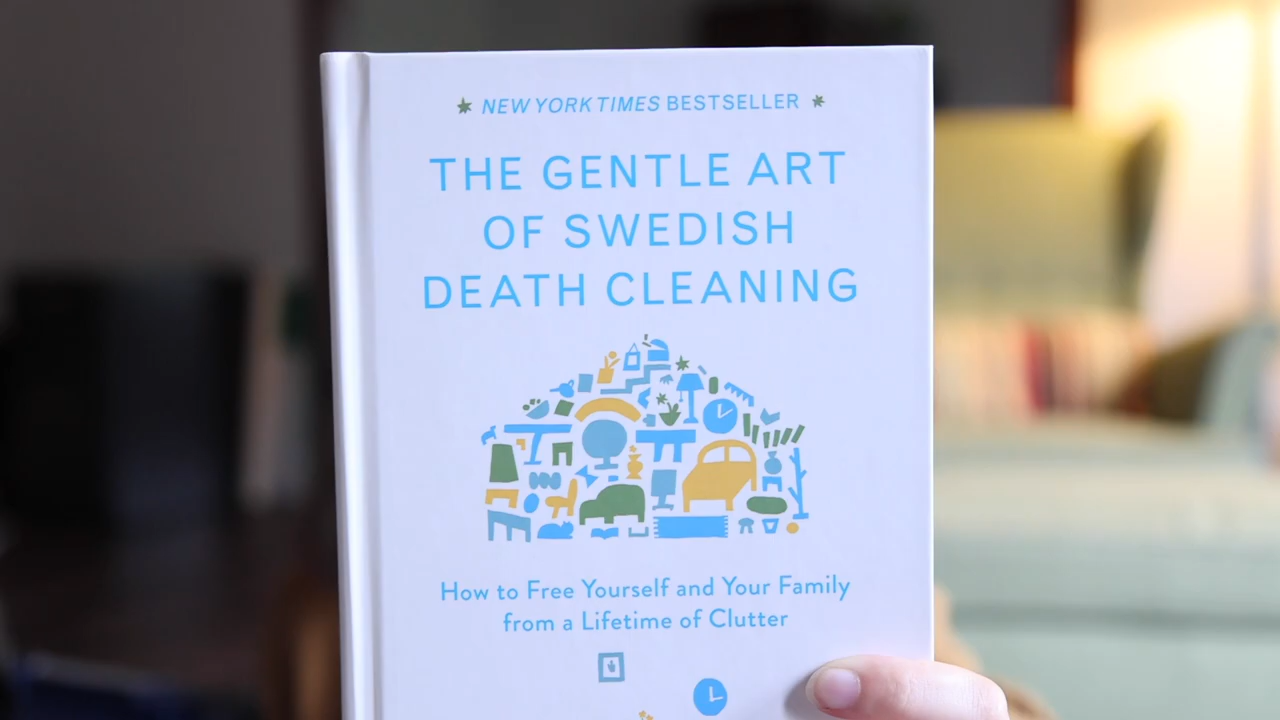 NEW YORK TIMES BESTSELLER
THE GENTLE ART
OF SWEDISH
DEATH CLEANING
How to Free Yourself and Your Family
from a Lifetime of Clutter